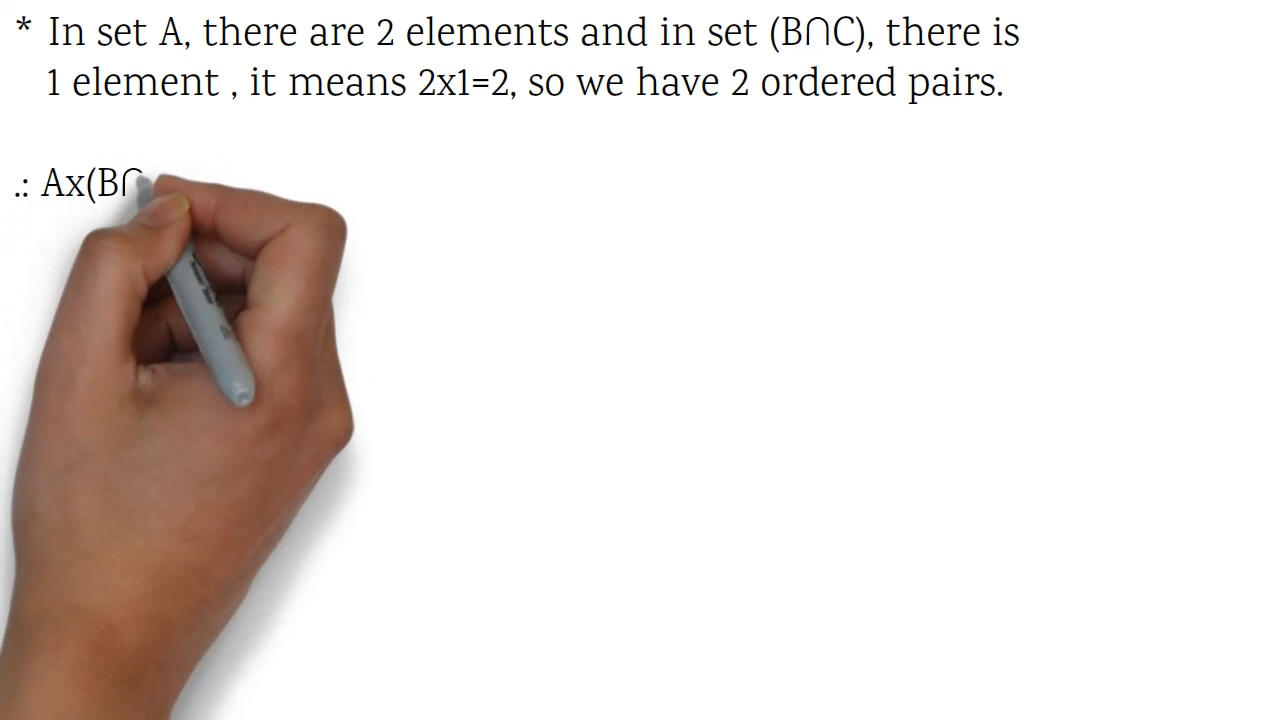 * In set A, there are 2 elements and in set (B∩C), there is
1 element , it means 2x1=2, so we have 2 ordered pairs.
.: Ax(B∩